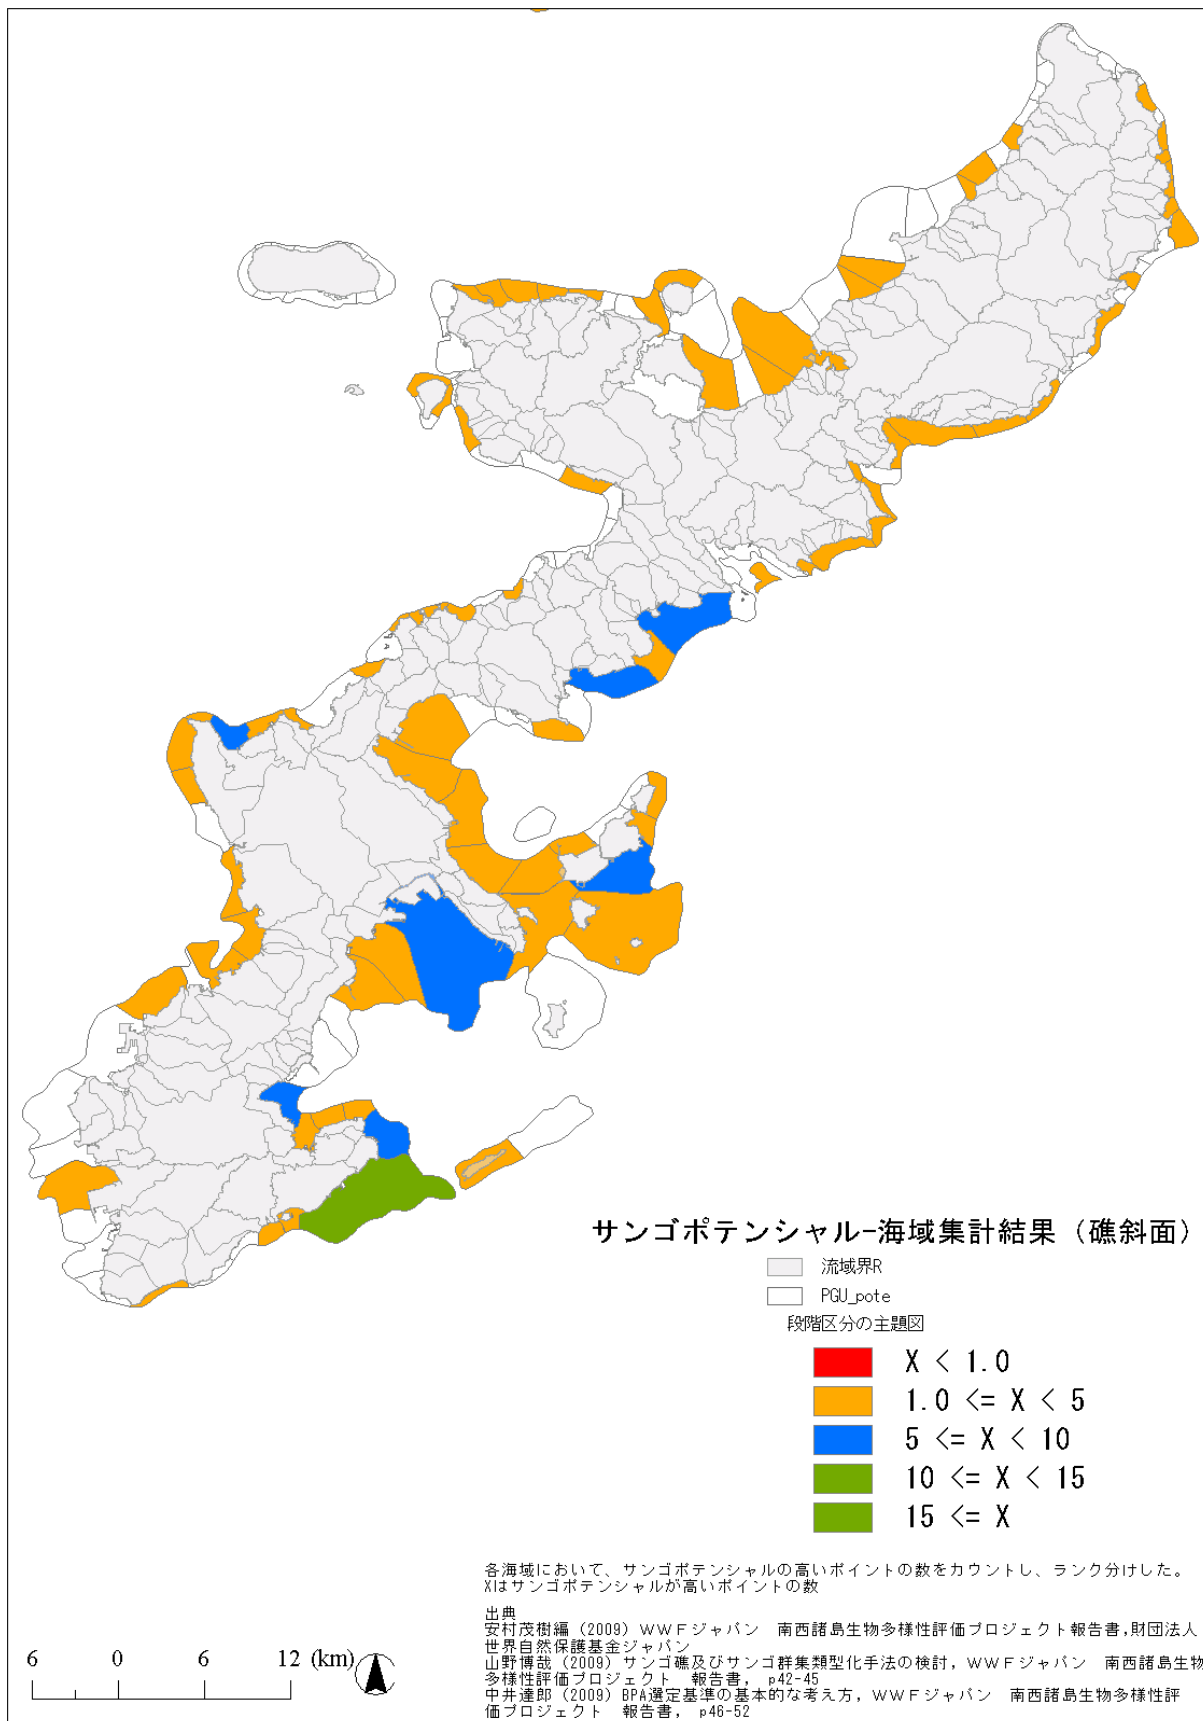 サンゴポテンシャル-海域集計結果（礁斜面）
流域界R
PGU_pote
段階区分の主題図
X < 1.0
1.0 <= X < 5
5 <= X < 10
10 <= X < 15
15 <= X
各海域において、サンゴポテンシャルの高いポイントの数をカウントし、ランク分けした。
Xはサンゴポテンシャルが高いポイントの数
出典
安村茂樹編（2009）ＷＷＦジャパン　南西諸島生物多様性評価プロジェクト報告書,財団法人
世界自然保護基金ジャパン
山野博哉（2009）サンゴ礁及びサンゴ群集類型化手法の検討，ＷＷＦジャパン　南西諸島生物
多様性評価プロジェクト　報告書，　p42-45
中井達郎（2009）BPA選定基準の基本的な考え方，ＷＷＦジャパン　南西諸島生物多様性評
価プロジェクト　報告書，　p46-52
6 0 6 12 (km)